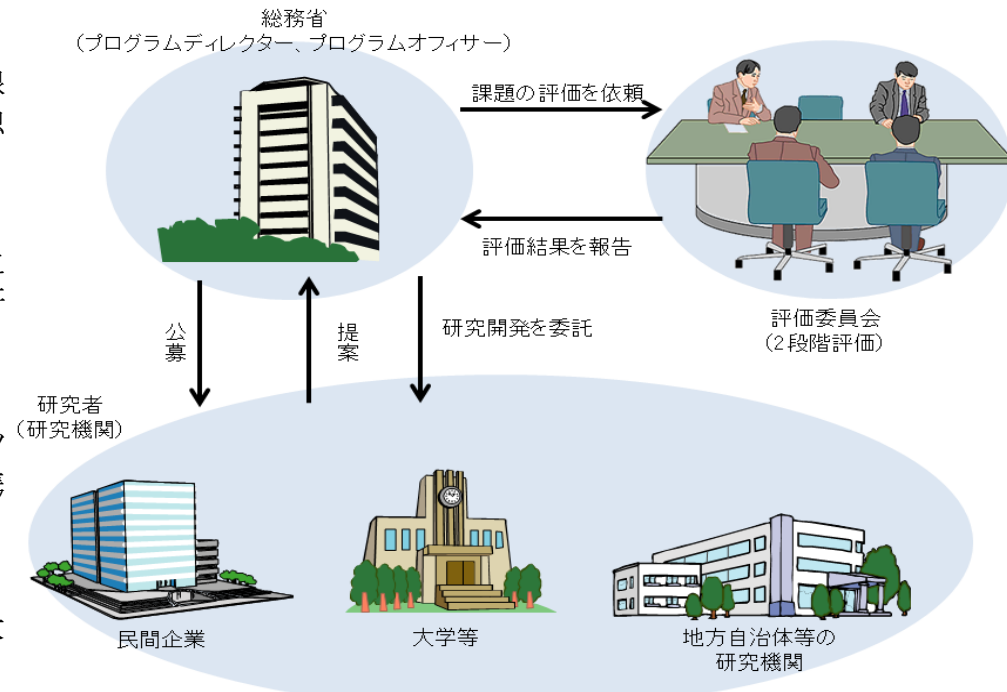 総務省
（プログラムディレクター、プログラムオフィサー）
課題の評価を依頼
評価結果を報告
評価委員会
（２段階評価）
公募
提案
研究開発を委託
研究者
（研究機関）
民間企業
大学等
地方自治体等の
研究機関